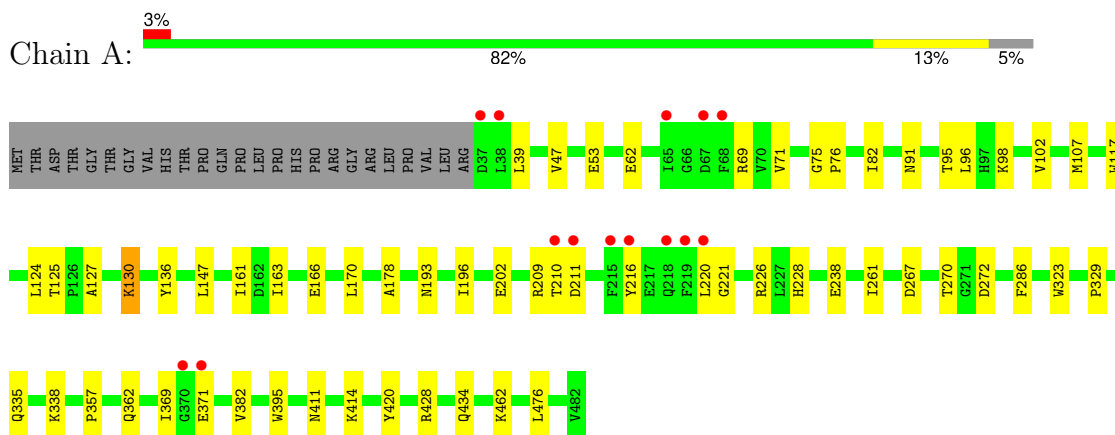 3%
Chain A:
82% 13% 5%
MET THR ASP THR GLY THR THR GLY VAL HIS THR PRO GLN PRO LEU PRO HIS PRO ARG GLY ARG LEU PRO VAL LEU ARG D37 L38 L39 V47 E53 E62 I65 G66 D67 F68 R69 V70 V71 G75 P76 I82 N91 T95 L96 H97 K98 V102 M107 W117
L124 T125 P126 A127 K130 Y136 L147 I161 D162 I163 E166 L170 A178 N193 I196 E202 R209 T210 D211 F215 Y216 E217 Q218 F219 L220 G221 R226 L227 H228 E238 I261 D267 T270 G271 D272 F286 W323 P329
Q335 K338 P357 Q362 I369 G370 E371 V382 W395 N411 K414 Y420 R428 Q434 K462 L476 V482